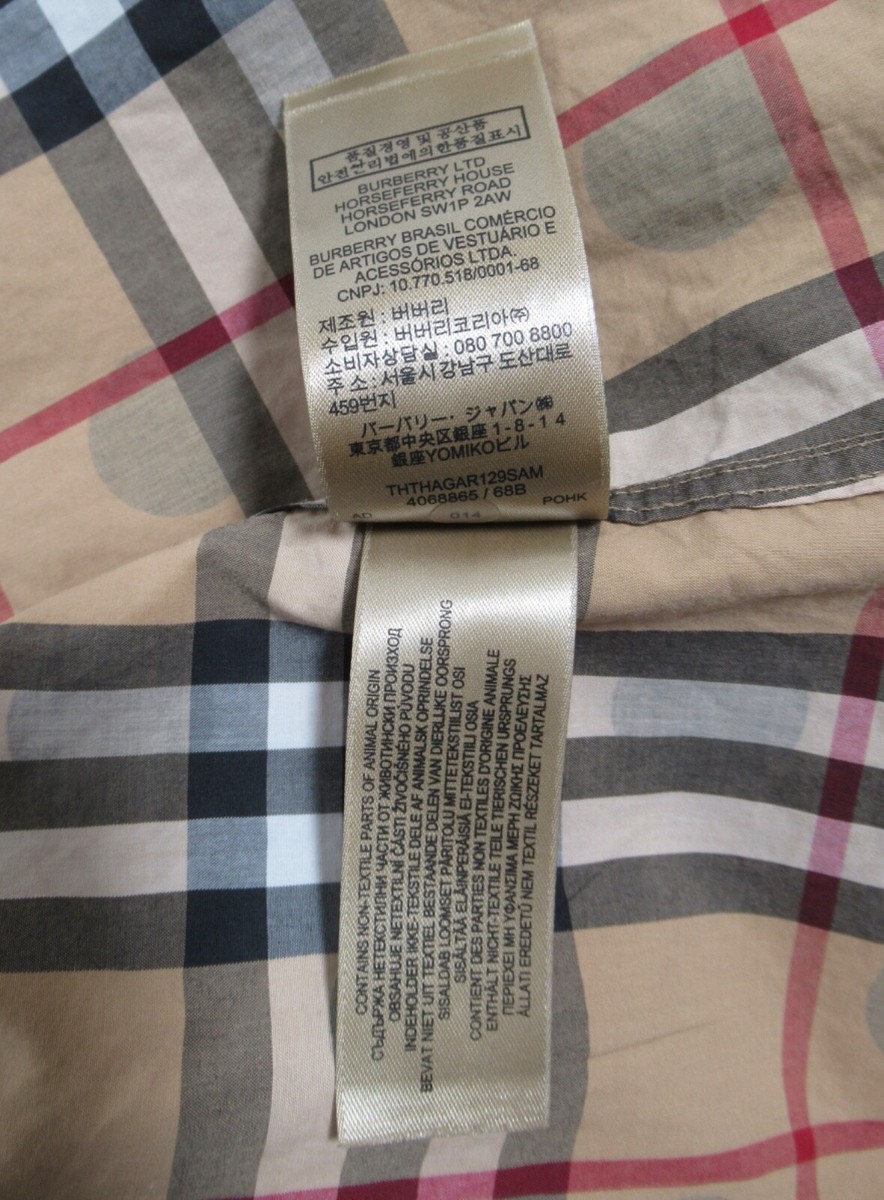 품질경영 및 공산품
안전관리법에의한품질표시
BURBERRY LTD
HORSEFERRY HOUSE
HORSEFERRY ROAD
LONDON SW1P 2AW
BURBERRY BRASIL COMÉRCIO
DE ARTIGOS DE VESTUÁRIO E
ACESSÓRIOS LTDA.
CNPJ: 10.770.518/0001-68
제조원 : 버버리
수입원 : 버버리코리아㈜
소비자상담실 : 080 700 8800
주 소 : 서울시 강남구 도산대로
459번지
バーバリー・ジャパン㈱
東京都中央区銀座1-8-14
銀座YOMIKOビル
THTHAGAR129SAM
4068865 / 68B
AD 014 POHK
CONTAINS NON-TEXTILE PARTS OF ANIMAL ORIGIN
СЪДЪРЖА НЕТЕКСТИЛНИ ЧАСТИ ОТ ЖИВОТИНСКИ ПРОИЗХОД
OBSAHUJE NETEXTILNÍ ČÁSTI ŽIVOČIŠNÉHO PŮVODU
INDEHOLDER IKKE-TEKSTILE DELE AF ANIMALSK OPRINDELSE
BEVAT NIET UIT TEXTIEL BESTAANDE DELEN VAN DIERLIJKE OORSPRONG
SISALDAB LOOMSET PÄRITOLU MITTETEKSTIILIST OSI
SISÄLTÄÄ ELÄINPERÄISIÄ EI-TEKSTIILI OSIA
CONTIENT DES PARTIES NON TEXTILES D'ORIGINE ANIMALE
ENTHÄLT NICHT-TEXTILE TEILE TIERISCHEN URSPRUNGS
ΠΕΡΙΕΧΕΙ ΜΗ ΥΦΑΝΣΙΜΑ ΜΕΡΗ ΖΩΙΚΗΣ ΠΡΟΕΛΕΥΣΗΣ
ÁLLATI EREDETŰ NEM TEXTIL RÉSZEKET TARTALMAZ